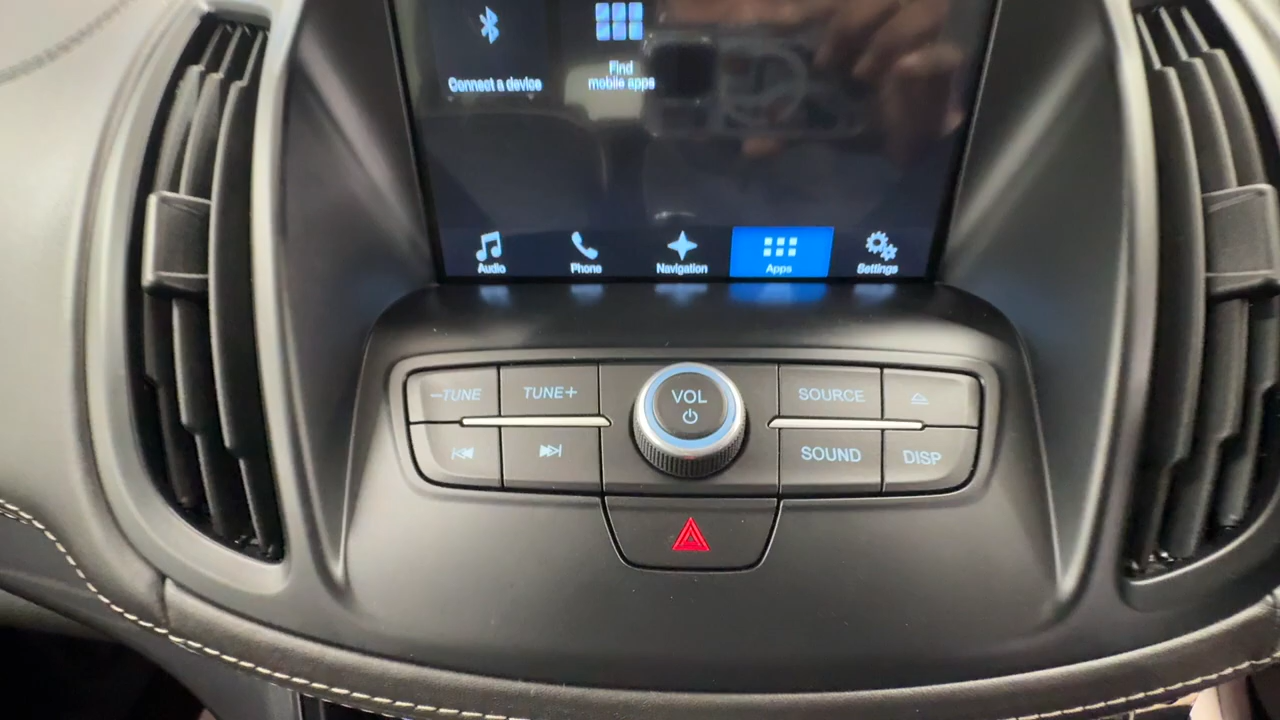 Connect a device
Find
mobile apps
Audio
Phone
Navigation
Apps
Settings
–TUNE
TUNE+
VOL
SOURCE
SOUND
DISP